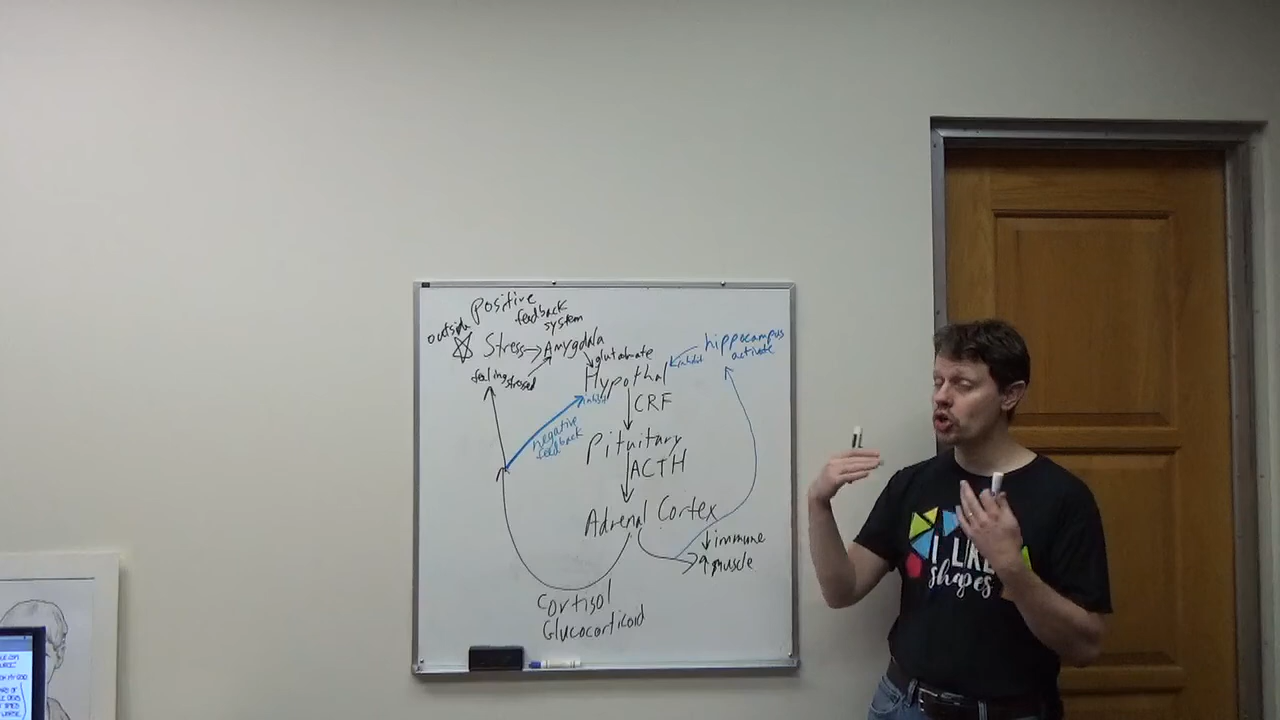 positive
feedback
system
outside
Stress → Amygdala
glutamate
feeling
stressed
Hypothal
inhibit
hippocampus
activate
inhibit
CRF
negative
feedback
Pituitary
ACTH
Adrenal Cortex
↓ immune
↑ muscle
Cortisol
Glucocorticoid
I LIKE
shapes